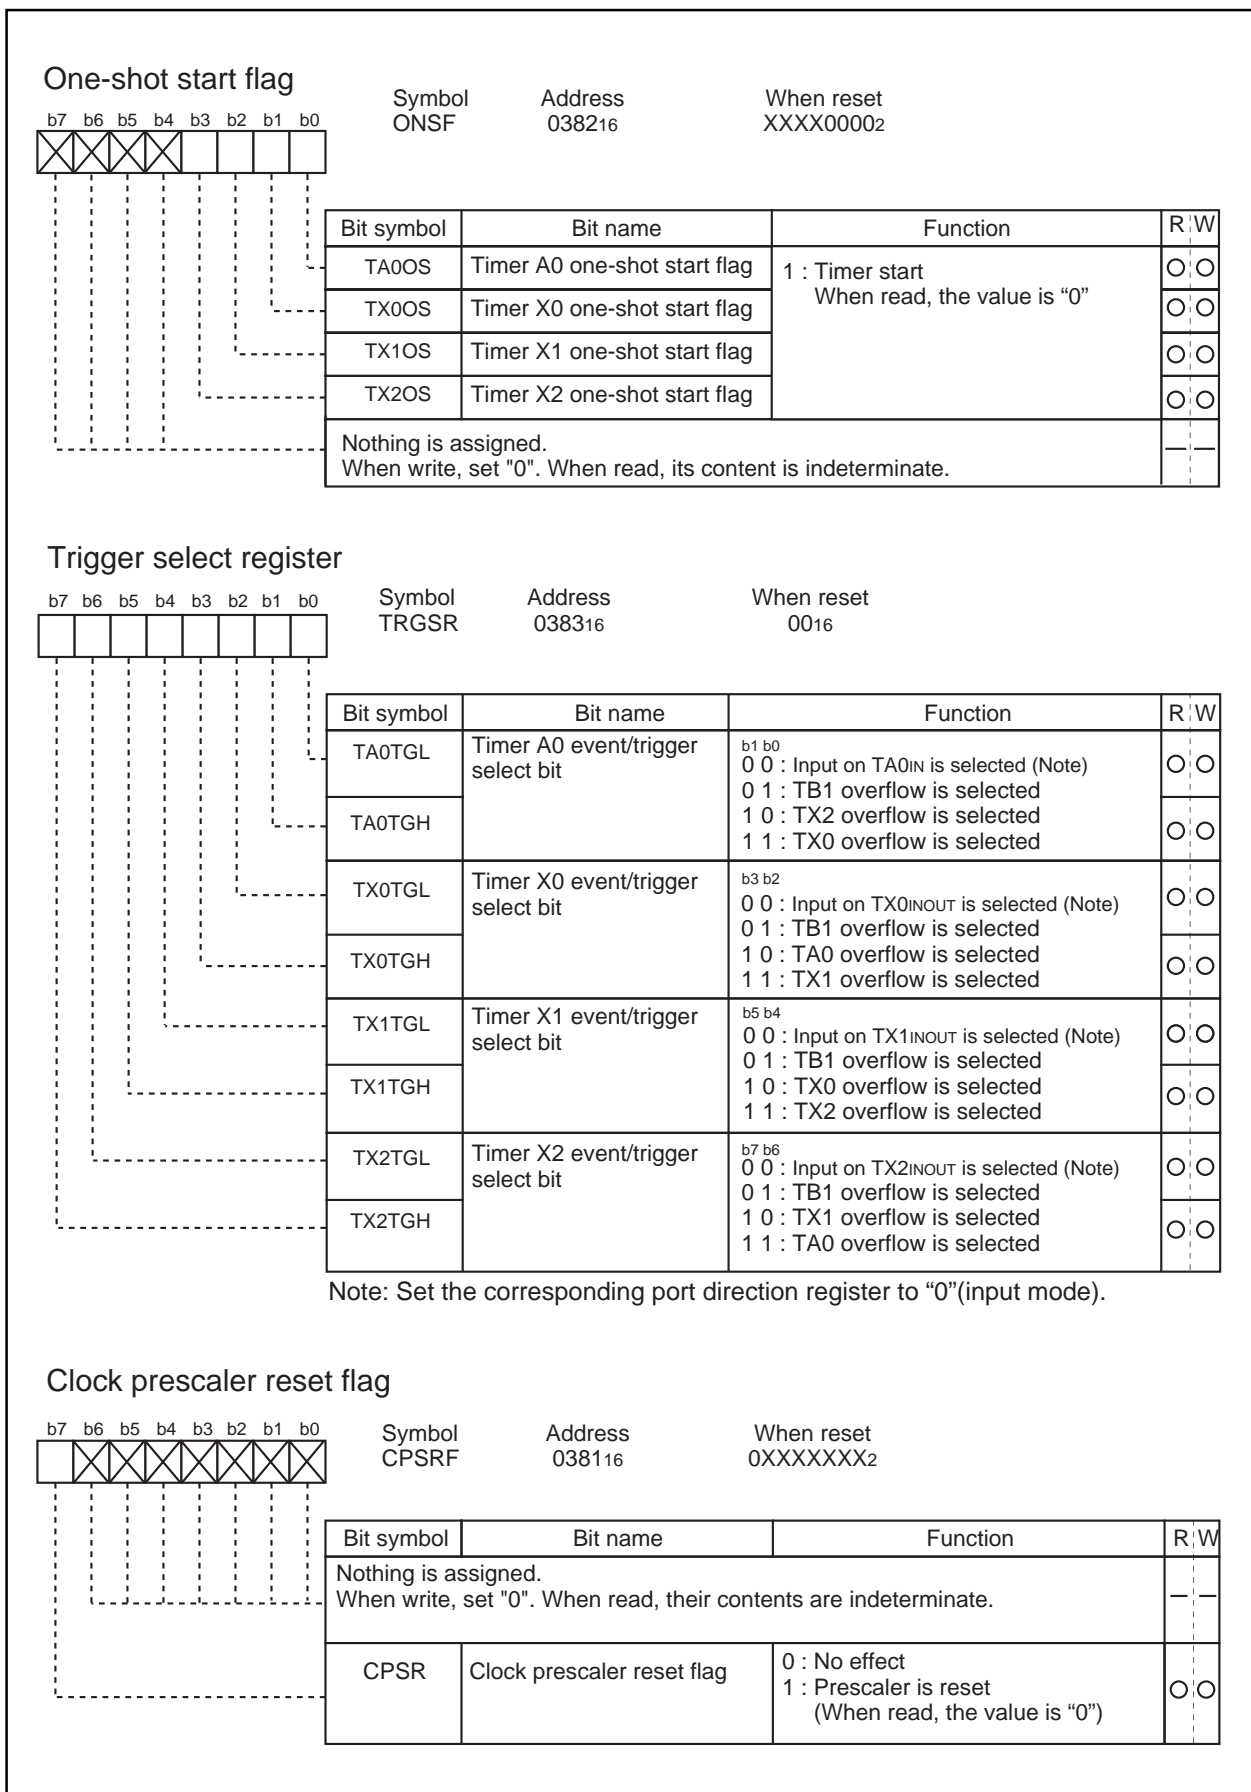 One-shot start flag
Symbol Address When reset
b7 b6 b5 b4 b3 b2 b1 b0
ONSF 038216 XXXX00002
Bit symbol Bit name Function R W
TA0OS Timer A0 one-shot start flag 1 : Timer start
When read, the value is “0”
TX0OS Timer X0 one-shot start flag
TX1OS Timer X1 one-shot start flag
TX2OS Timer X2 one-shot start flag
Nothing is assigned.
When write, set "0". When read, its content is indeterminate.
Trigger select register
b7 b6 b5 b4 b3 b2 b1 b0
Symbol Address When reset
TRGSR 038316 0016
Bit symbol Bit name Function R W
TA0TGL Timer A0 event/trigger select bit
b1 b0
0 0 : Input on TA0IN is selected (Note)
0 1 : TB1 overflow is selected
TA0TGH 1 0 : TX2 overflow is selected
1 1 : TX0 overflow is selected
TX0TGL Timer X0 event/trigger select bit
b3 b2
0 0 : Input on TX0INOUT is selected (Note)
0 1 : TB1 overflow is selected
TX0TGH 1 0 : TA0 overflow is selected
1 1 : TX1 overflow is selected
TX1TGL Timer X1 event/trigger select bit
b5 b4
0 0 : Input on TX1INOUT is selected (Note)
0 1 : TB1 overflow is selected
TX1TGH 1 0 : TX0 overflow is selected
1 1 : TX2 overflow is selected
TX2TGL Timer X2 event/trigger select bit
b7 b6
0 0 : Input on TX2INOUT is selected (Note)
0 1 : TB1 overflow is selected
TX2TGH 1 0 : TX1 overflow is selected
1 1 : TA0 overflow is selected
Note: Set the corresponding port direction register to “0”(input mode).
Clock prescaler reset flag
b7 b6 b5 b4 b3 b2 b1 b0
Symbol Address When reset
CPSRF 038116 0XXXXXXX2
Bit symbol Bit name Function R W
Nothing is assigned.
When write, set "0". When read, their contents are indeterminate.
CPSR Clock prescaler reset flag
0 : No effect
1 : Prescaler is reset
(When read, the value is “0”)